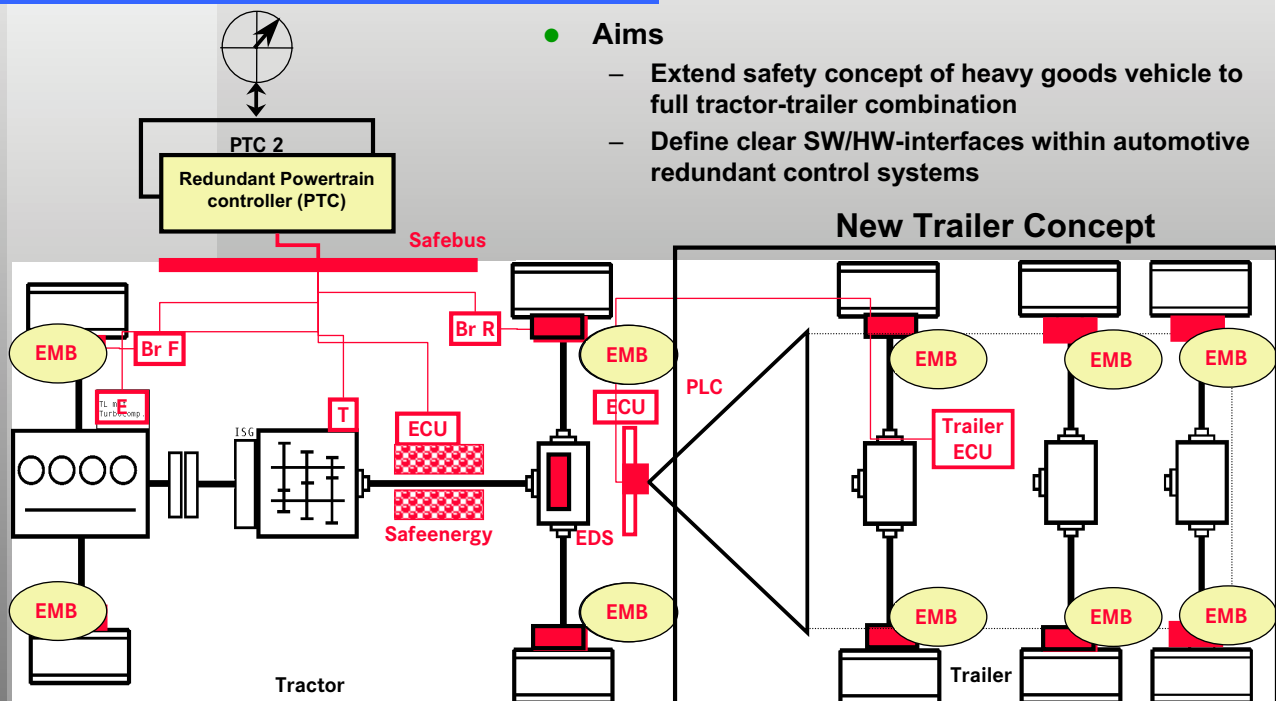 Aims
– Extend safety concept of heavy goods vehicle to
full tractor-trailer combination
– Define clear SW/HW-interfaces within automotive
redundant control systems
PTC 2
Redundant Powertrain
controller (PTC)
Safebus
New Trailer Concept
EMB
Br F
Br R
EMB
EMB
EMB
EMB
E
T
ECU
ECU
PLC
Trailer
ECU
ISG
Safeenergy
EDS
EMB
EMB
EMB
EMB
EMB
Tractor
Trailer